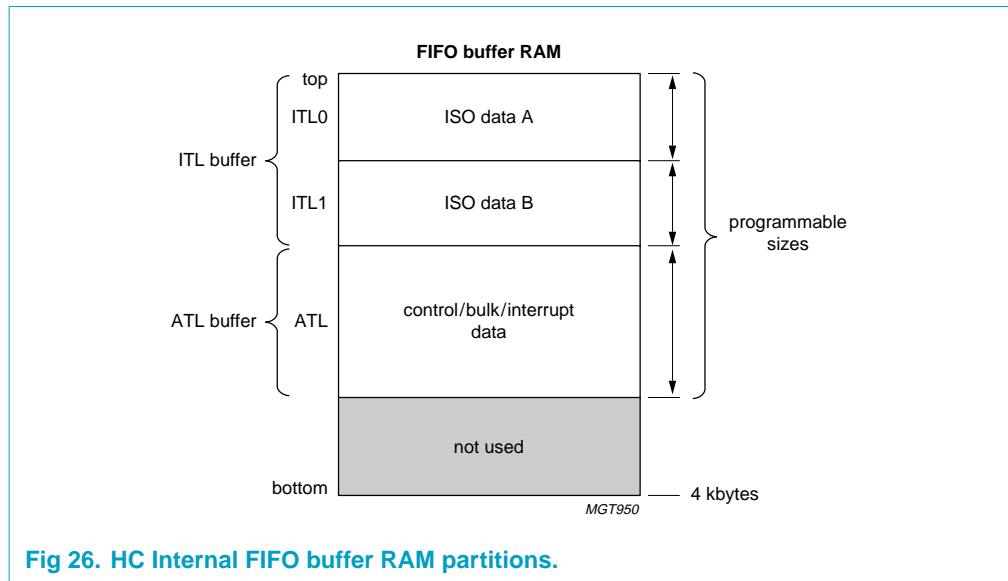 FIFO buffer RAM
top
ITL0
ISO data A
ITL buffer
ITL1
ISO data B
programmable
sizes
ATL buffer
ATL
control/bulk/interrupt
data
not used
bottom
4 kbytes
MGT950
Fig 26. HC Internal FIFO buffer RAM partitions.